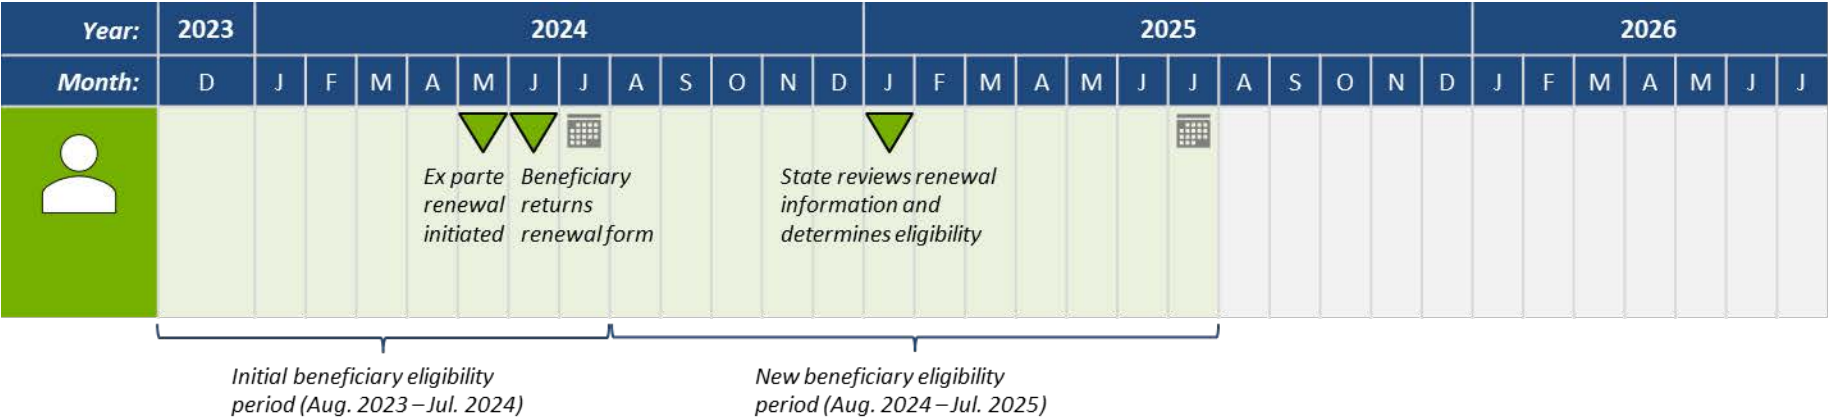 Year: 2023 2024 2025 2026
Month: D J F M A M J J A S O N D J F M A M J J A S O N D J F M A M J J
Ex parte
renewal
initiated
Beneficiary
returns
renewal form
State reviews renewal
information and
determines eligibility
Initial beneficiary eligibility
period (Aug. 2023 – Jul. 2024)
New beneficiary eligibility
period (Aug. 2024 – Jul. 2025)